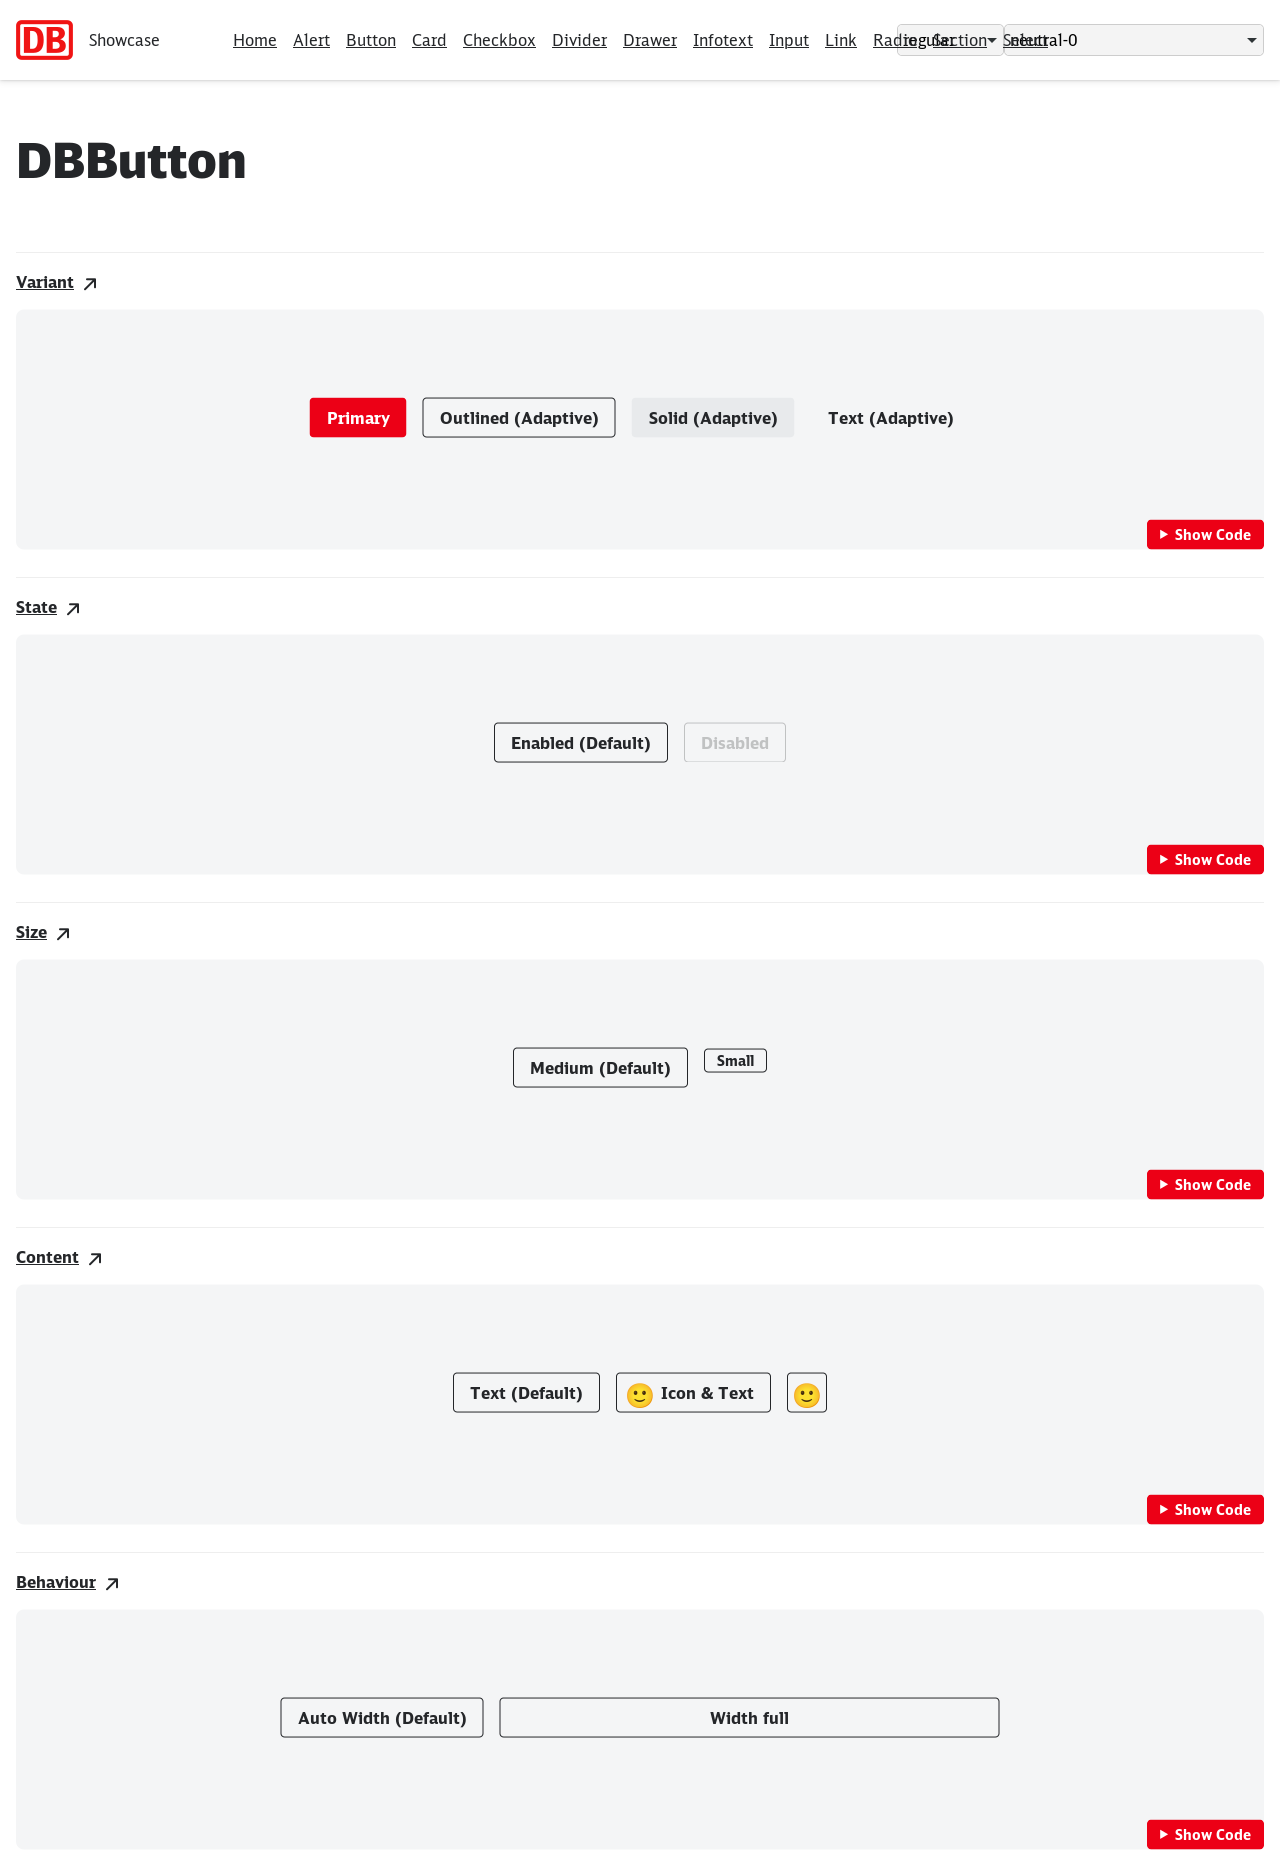 DB Showcase Home Alert Button Card Checkbox Divider Drawer Infotext Input Link Radio Section Select regular neutral-0
DBButton
Variant
Primary Outlined (Adaptive) Solid (Adaptive) Text (Adaptive)
Show Code
State
Enabled (Default) Disabled
Show Code
Size
Medium (Default) Small
Show Code
Content
Text (Default) Icon & Text
Show Code
Behaviour
Auto Width (Default) Width full
Show Code